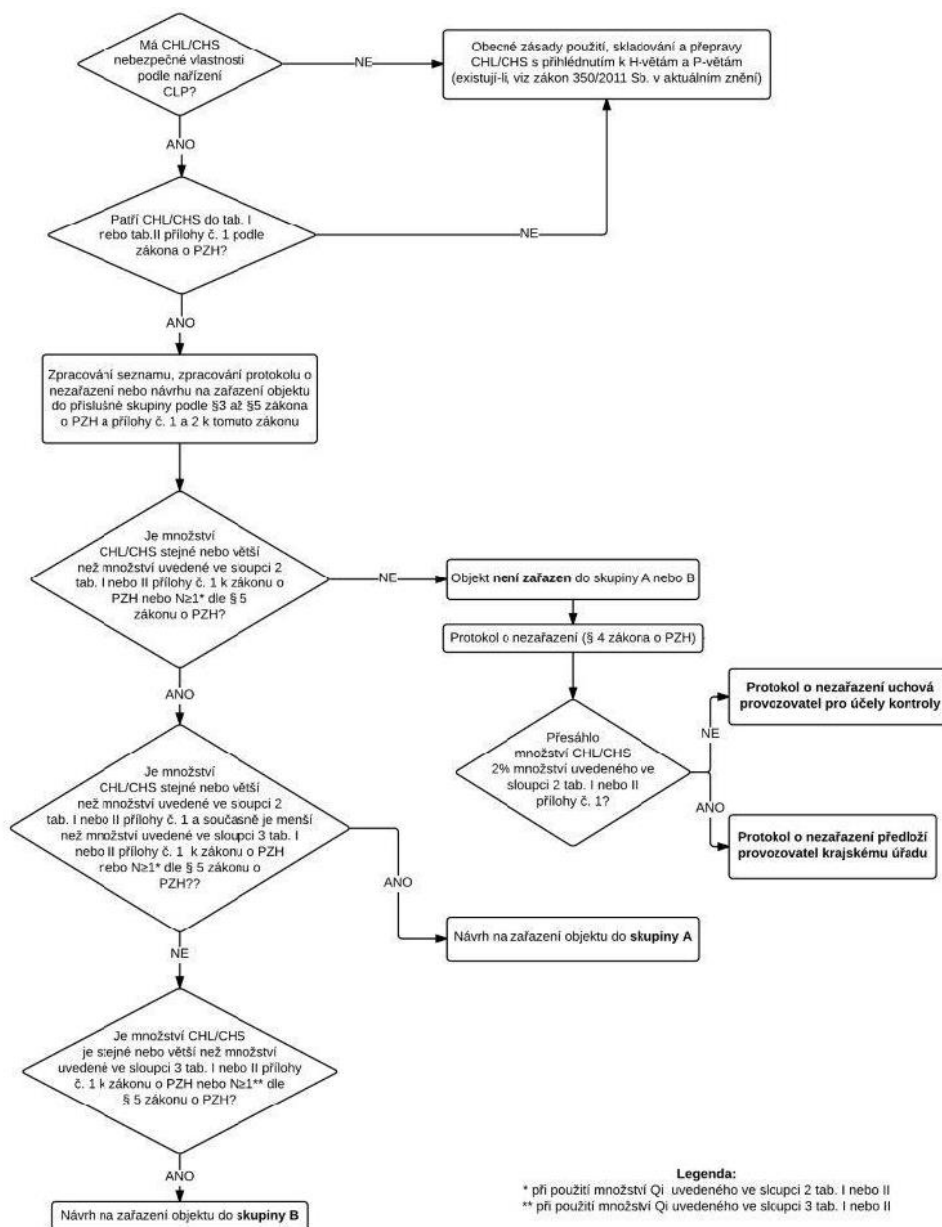 Má CHL/CHS
nebezpečné vlastnosti
podle nařízení
CLP?
NE
Obecné zásady použití, skladování a přepravy
CHL/CHS s přihlédnutím k H-větám a P-větám
(existují-li, viz zákon 350/2011 Sb. v aktuálním znění)
ANO
Patří CHL/CHS do tab. I
nebo tab.II přílohy č. 1 podle
zákona o PZH?
NE
ANO
Zpracování seznamu, zpracování protokolu o
nezařazení nebo návrhu na zařazení objektu
do příslušné skupiny podle §3 až §5 zákona
o PZH a přílohy č. 1 a 2 k tomuto zákonu
Je množství
CHL/CHS stejné nebo větší
než množství uvedené ve sloupci 2
tab. I nebo II přílohy č. 1 k zákonu o
PZH nebo N≥1* dle § 5
zákonu o PZH?
NE
Objekt není zařazen do skupiny A nebo B
Protokol o nezařazení (§ 4 zákona o PZH)
ANO
Přesáhlo
množství CHL/CHS
2% množství uvedeného ve
sloupci 2 tab. I nebo II
přílohy č. 1?
NE
Protokol o nezařazení uchová
provozovatel pro účely kontroly
ANO
Protokol o nezařazení předloží
provozovatel krajskému úřadu
Je množství
CHL/CHS stejné nebo větší
než množství uvedené ve sloupci 2
tab. I nebo II přílohy č. 1 a současně je menší
než množství uvedené ve sloupci 3 tab. I
nebo II přílohy č. 1 k zákonu o PZH
nebo N≥1* dle § 5 zákonu o
PZH??
ANO
Návrh na zařazení objektu do skupiny A
NE
Je množství CHL/CHS
je stejné nebo větší než množství
uvedené ve sloupci 3 tab. I nebo II přílohy
č. 1 k zákonu o PZH nebo N≥1** dle
§ 5 zákonu o PZH?
ANO
Návrh na zařazení objektu do skupiny B
Legenda:
* při použití množství Qi uvedeného ve sloupci 2 tab. I nebo II
** při použití množství Qi uvedeného ve sloupci 3 tab. I nebo II